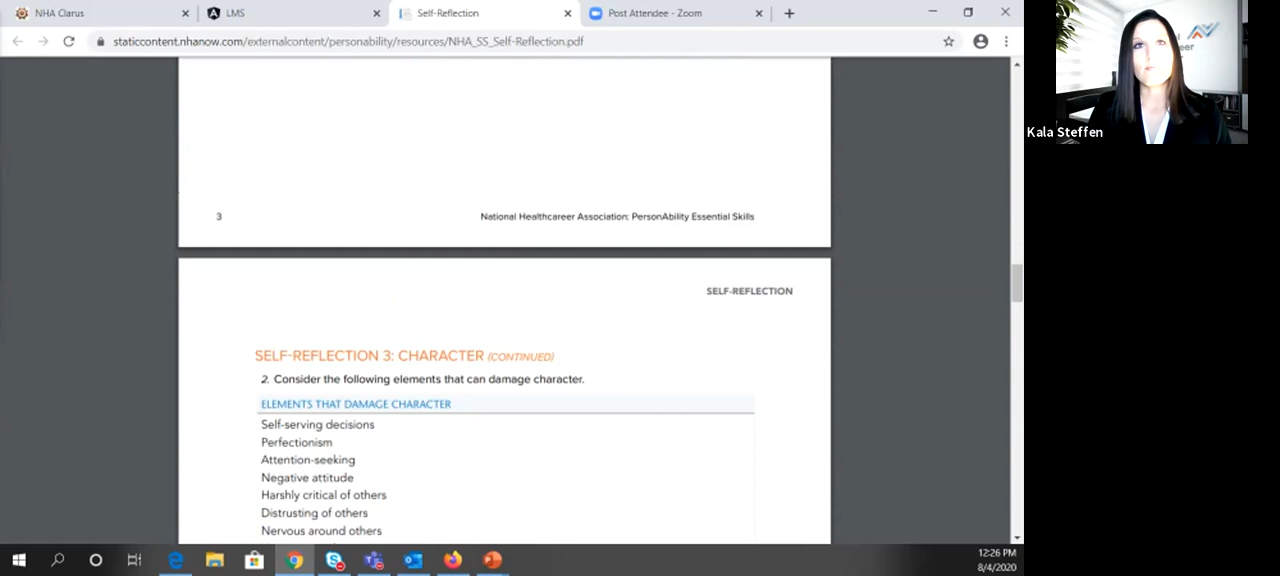 NHA Clarus
LMS
Self-Reflection
Post Attendee - Zoom
staticcontent.nhanow.com/externalcontent/personability/resources/NHA_SS_Self-Reflection.pdf
Kala Steffen
3
National Healthcareer Association: PersonAbility Essential Skills
SELF-REFLECTION
SELF-REFLECTION 3: CHARACTER (CONTINUED)
2. Consider the following elements that can damage character.
ELEMENTS THAT DAMAGE CHARACTER
Self-serving decisions
Perfectionism
Attention-seeking
Negative attitude
Harshly critical of others
Distrusting of others
Nervous around others
12:26 PM
8/4/2020